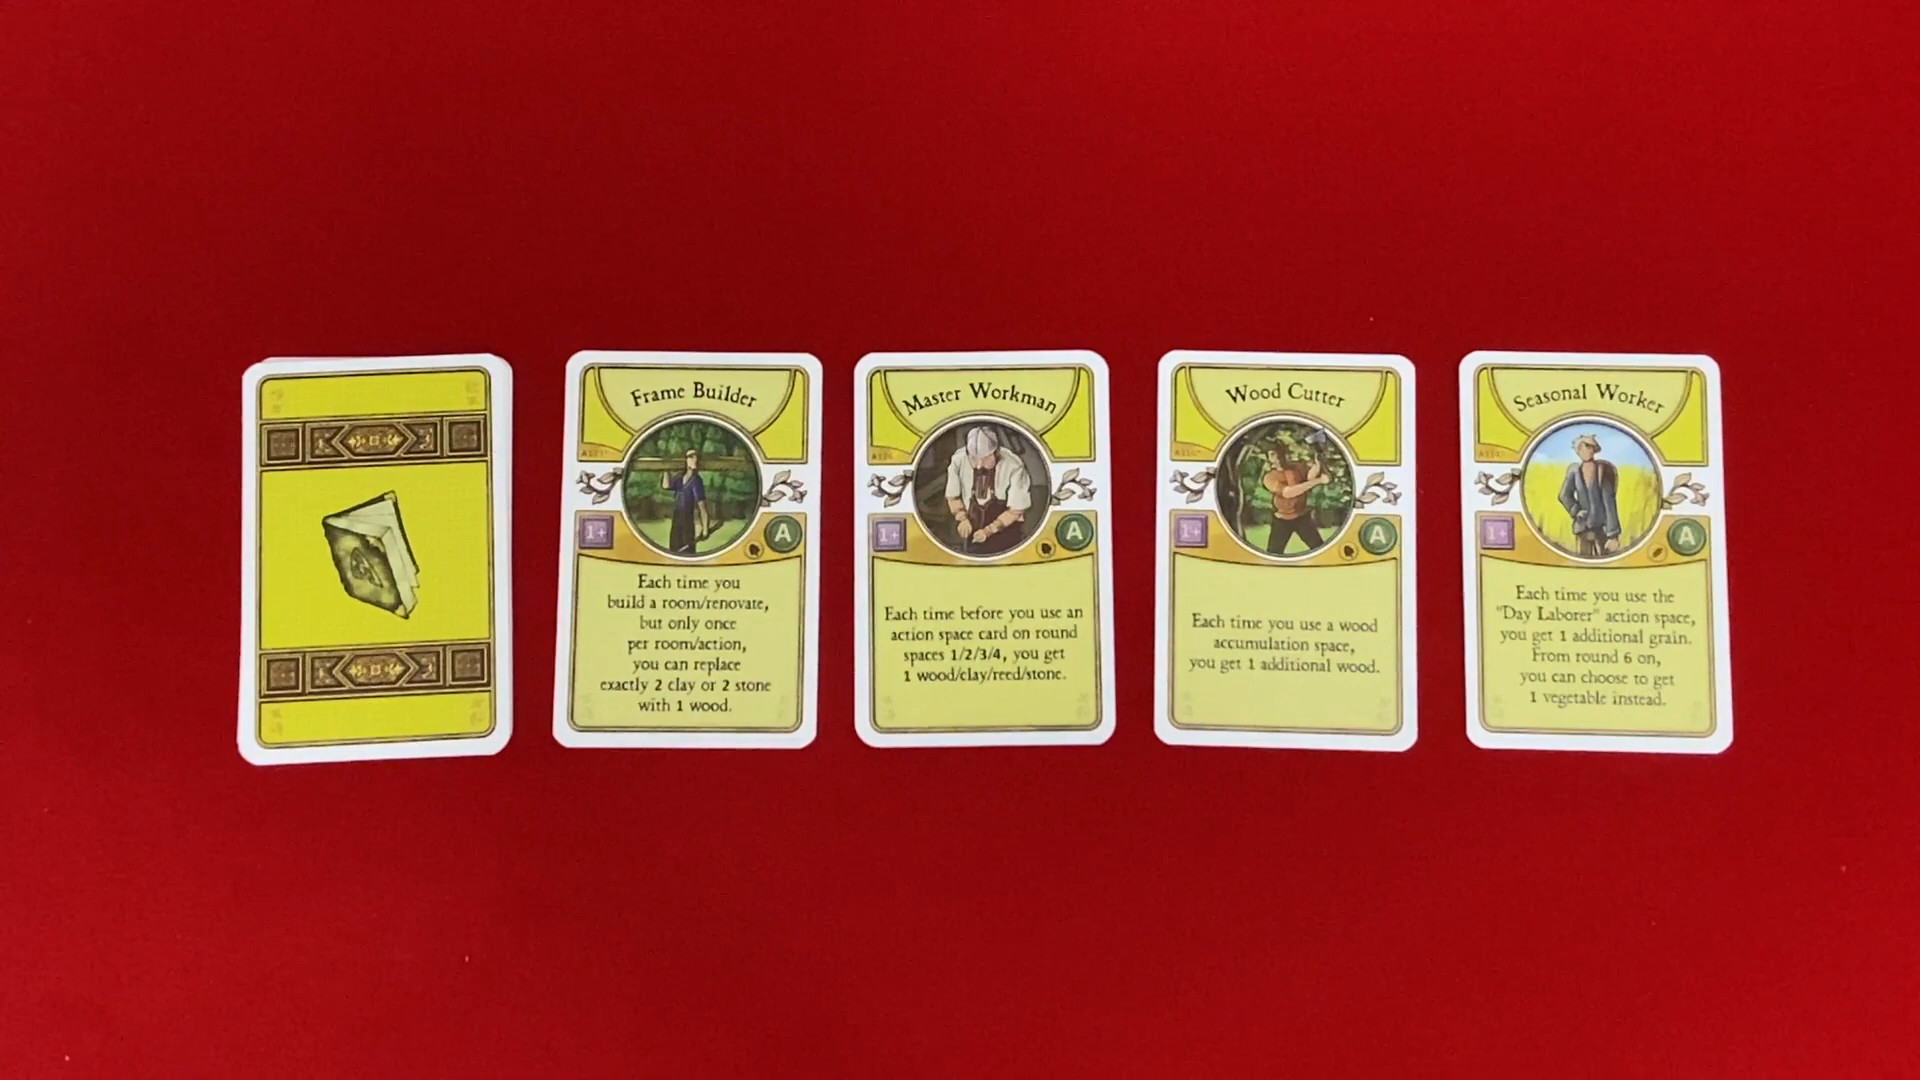 Frame Builder
1+
A
Each time you
build a room/renovate,
but only once
per room/action,
you can replace
exactly 2 clay or 2 stone
with 1 wood.
Master Workman
1+
A
Each time before you use an
action space card on round
spaces 1/2/3/4, you get
1 wood/clay/reed/stone.
Wood Cutter
1+
A
Each time you use a wood
accumulation space,
you get 1 additional wood.
Seasonal Worker
1+
A
Each time you use the
"Day Laborer" action space,
you get 1 additional grain.
From round 6 on,
you can choose to get
1 vegetable instead.